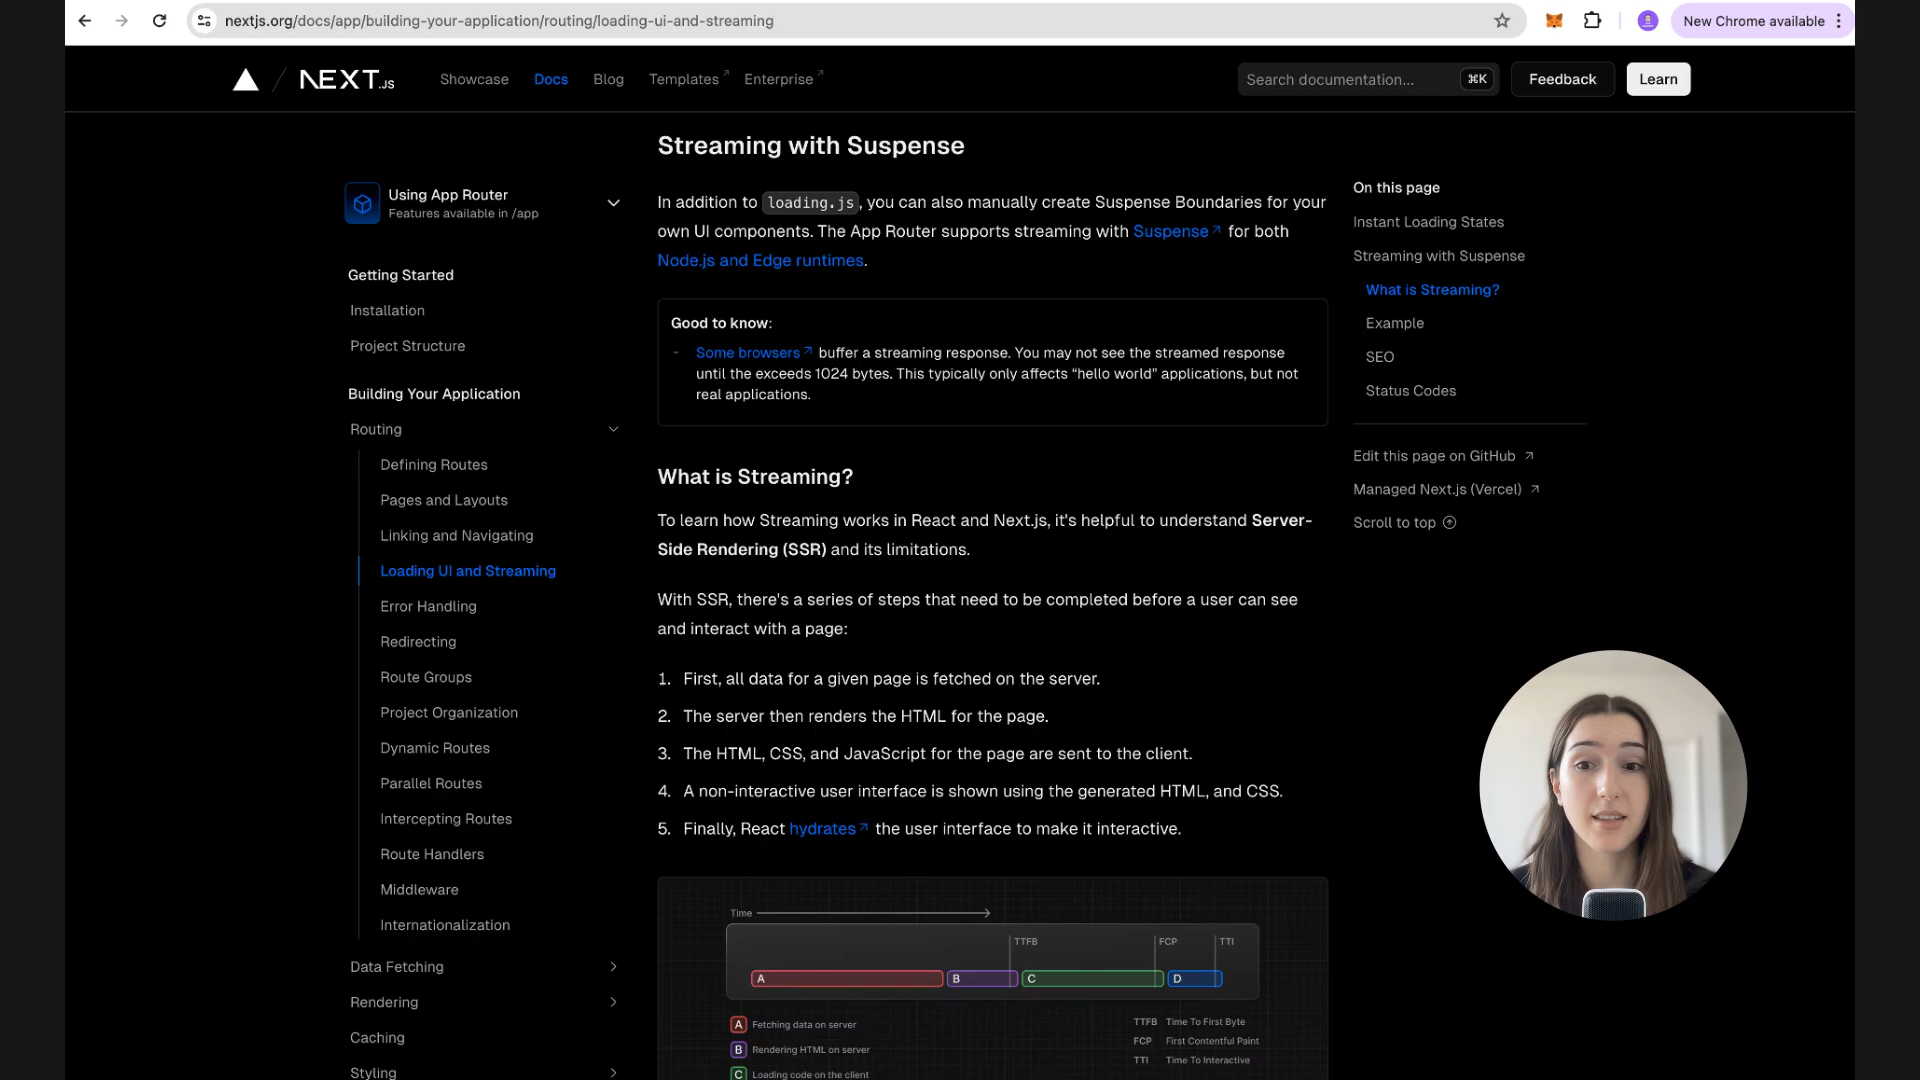 nextjs.org/docs/app/building-your-application/routing/loading-ui-and-streaming
New Chrome available
NEXT.JS
Showcase
Docs
Blog
Templates
Enterprise
Search documentation...
⌘K
Feedback
Learn
Using App Router
Features available in /app
Getting Started
Installation
Project Structure
Building Your Application
Routing
Defining Routes
Pages and Layouts
Linking and Navigating
Loading UI and Streaming
Error Handling
Redirecting
Route Groups
Project Organization
Dynamic Routes
Parallel Routes
Intercepting Routes
Route Handlers
Middleware
Internationalization
Data Fetching
Rendering
Caching
Styling
Streaming with Suspense
In addition to loading.js, you can also manually create Suspense Boundaries for your
own UI components. The App Router supports streaming with Suspense↗ for both
Node.js and Edge runtimes.
Good to know:
- Some browsers↗ buffer a streaming response. You may not see the streamed response
until the exceeds 1024 bytes. This typically only affects “hello world” applications, but not
real applications.
What is Streaming?
To learn how Streaming works in React and Next.js, it's helpful to understand Server-
Side Rendering (SSR) and its limitations.
With SSR, there's a series of steps that need to be completed before a user can see
and interact with a page:
1. First, all data for a given page is fetched on the server.
2. The server then renders the HTML for the page.
3. The HTML, CSS, and JavaScript for the page are sent to the client.
4. A non-interactive user interface is shown using the generated HTML, and CSS.
5. Finally, React hydrates↗ the user interface to make it interactive.
Time
TTFB
FCP
TTI
A
B
C
D
A Fetching data on server
B Rendering HTML on server
C Loading code on the client
TTFB Time To First Byte
FCP First Contentful Paint
TTI Time To Interactive
On this page
Instant Loading States
Streaming with Suspense
What is Streaming?
Example
SEO
Status Codes
Edit this page on GitHub ↗
Managed Next.js (Vercel) ↗
Scroll to top